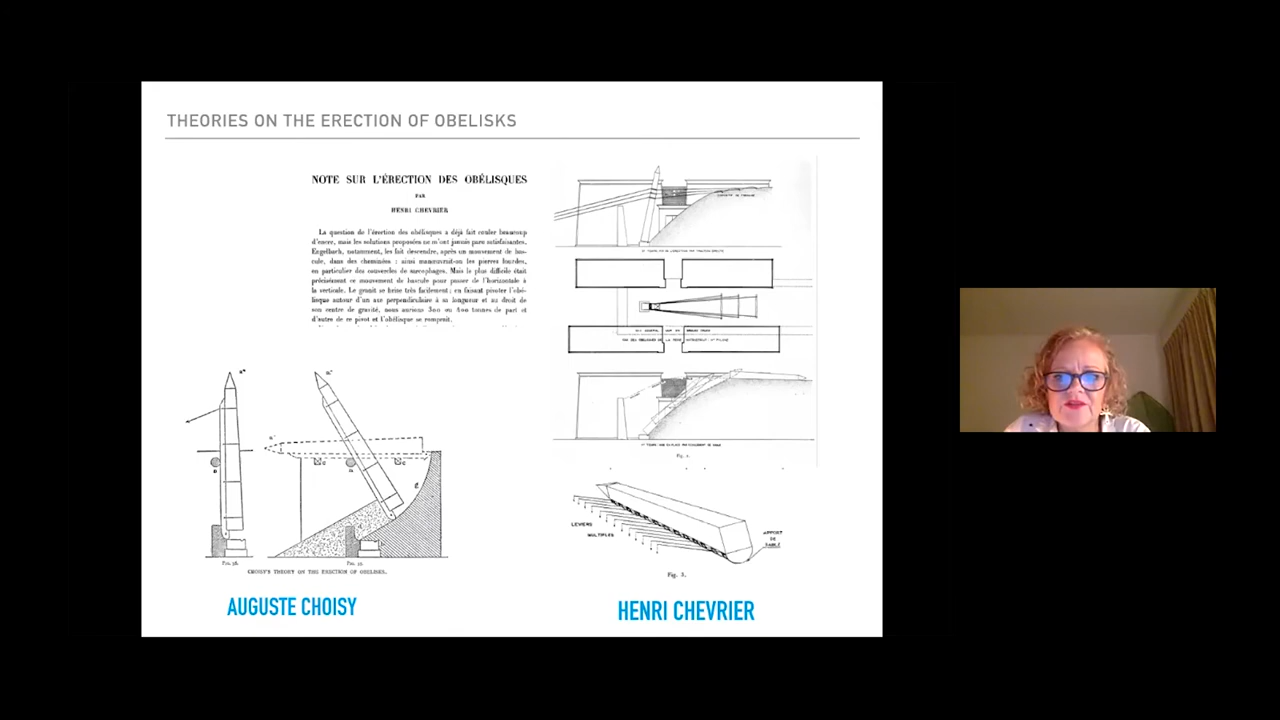 THEORIES ON THE ERECTION OF OBELISKS
NOTE SUR L'ÉRECTION DES OBÉLISQUES
PAR
HENRI CHEVRIER
La question de l'érection des obélisques a déjà fait couler beaucoup
d'encre, mais les solutions proposées ne m'ont jamais paru satisfaisantes.
Engelbach, notamment, les fait descendre, après un mouvement de bas-
cule, dans des cheminées : ainsi manœuvrait-on les pierres lourdes,
en particulier des couvercles de sarcophages. Mais le plus difficile était
précisément ce mouvement de bascule pour passer de l'horizontale à
la verticale. Le granit se brise très facilement; en faisant pivoter l'obé-
lisque autour d'un axe perpendiculaire à sa longueur et au droit de
son centre de gravité, nous aurions 300 ou 400 tonnes de part et
d'autre de ce pivot et l'obélisque se romprait.
Fig. 1.
LEVIERS
MULTIPLES
APPORT
DE
SABLE
Fig. 2.
CHOISY'S THEORY ON THE ERECTION OF OBELISKS.
AUGUSTE CHOISY
HENRI CHEVRIER